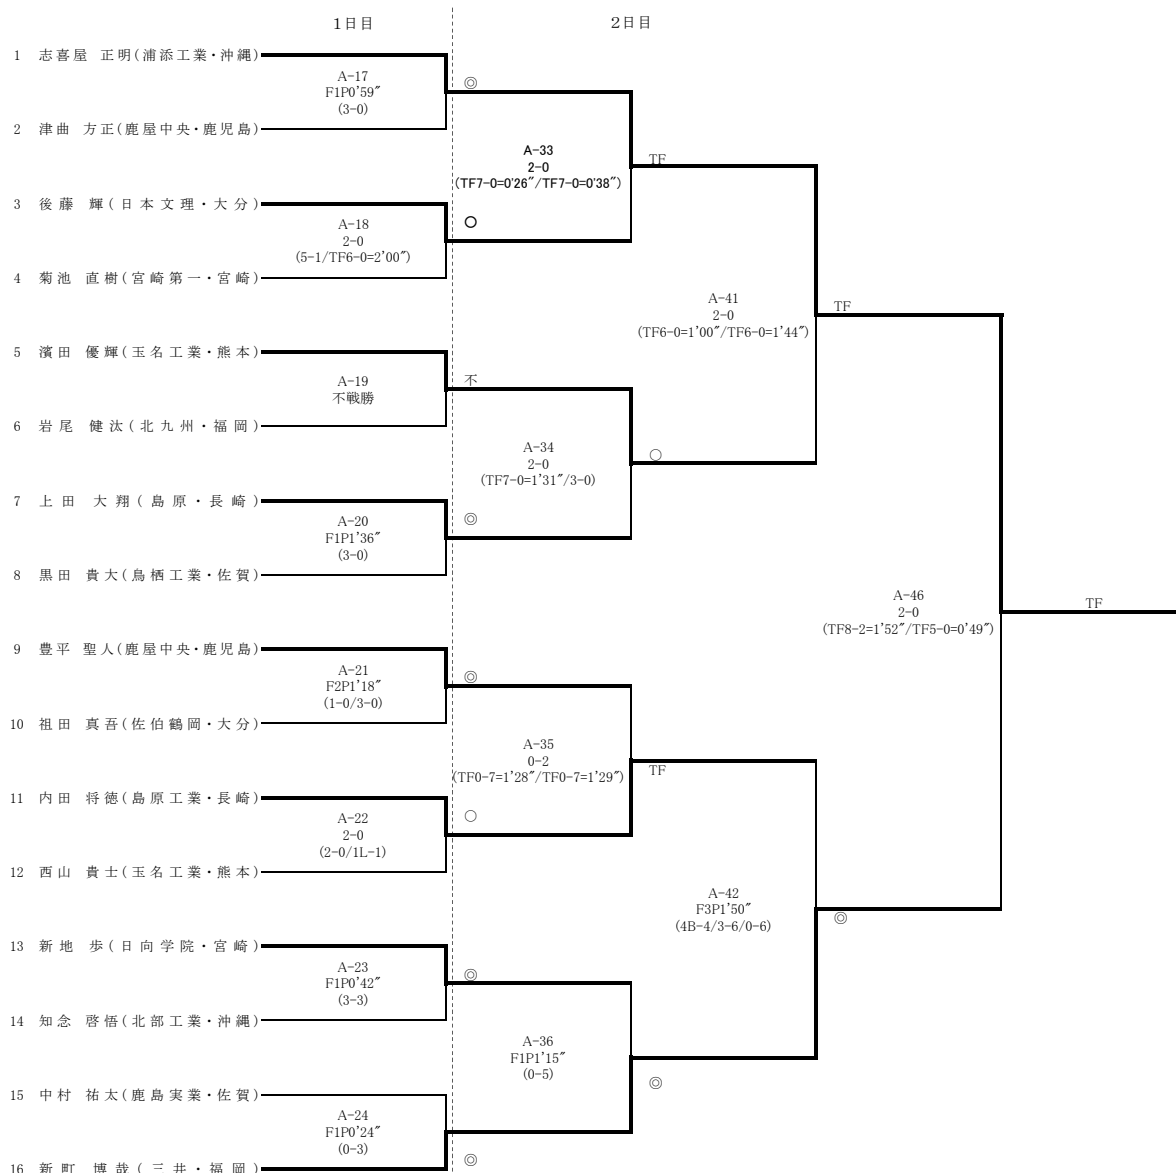 1日目
2日目
1 志喜屋 正明(浦添工業・沖縄)
A-17
F1P0'59″
(3-0)
◎
2 津曲 方正(鹿屋中央・鹿児島)
A-33
2-0
(TF7-0=0'26″/TF7-0=0'38″)
TF
3 後藤 輝(日本文理・大分)
A-18
2-0
(5-1/TF6-0=2'00″)
○
4 菊池 直樹(宮崎第一・宮崎)
A-41
2-0
(TF6-0=1'00″/TF6-0=1'44″)
TF
5 濱田 優輝(玉名工業・熊本)
A-19
不戦勝
不
6 岩尾 健汰(北九州・福岡)
A-34
2-0
(TF7-0=1'31″/3-0)
○
7 上田 大翔(島原・長崎)
A-20
F1P1'36″
(3-0)
◎
8 黒田 貴大(鳥栖工業・佐賀)
A-46
2-0
(TF8-2=1'52″/TF5-0=0'49″)
TF
9 豊平 聖人(鹿屋中央・鹿児島)
A-21
F2P1'18″
(1-0/3-0)
◎
10 祖田 真吾(佐伯鶴岡・大分)
A-35
0-2
(TF0-7=1'28″/TF0-7=1'29″)
TF
11 内田 将徳(島原工業・長崎)
A-22
2-0
(2-0/1L-1)
○
12 西山 貴士(玉名工業・熊本)
A-42
F3P1'50″
(4B-4/3-6/0-6)
◎
13 新地 歩(日向学院・宮崎)
A-23
F1P0'42″
(3-3)
◎
14 知念 啓悟(北部工業・沖縄)
A-36
F1P1'15″
(0-5)
◎
15 中村 祐太(鹿島実業・佐賀)
A-24
F1P0'24″
(0-3)
◎
16 新町 博哉(三井・福岡)